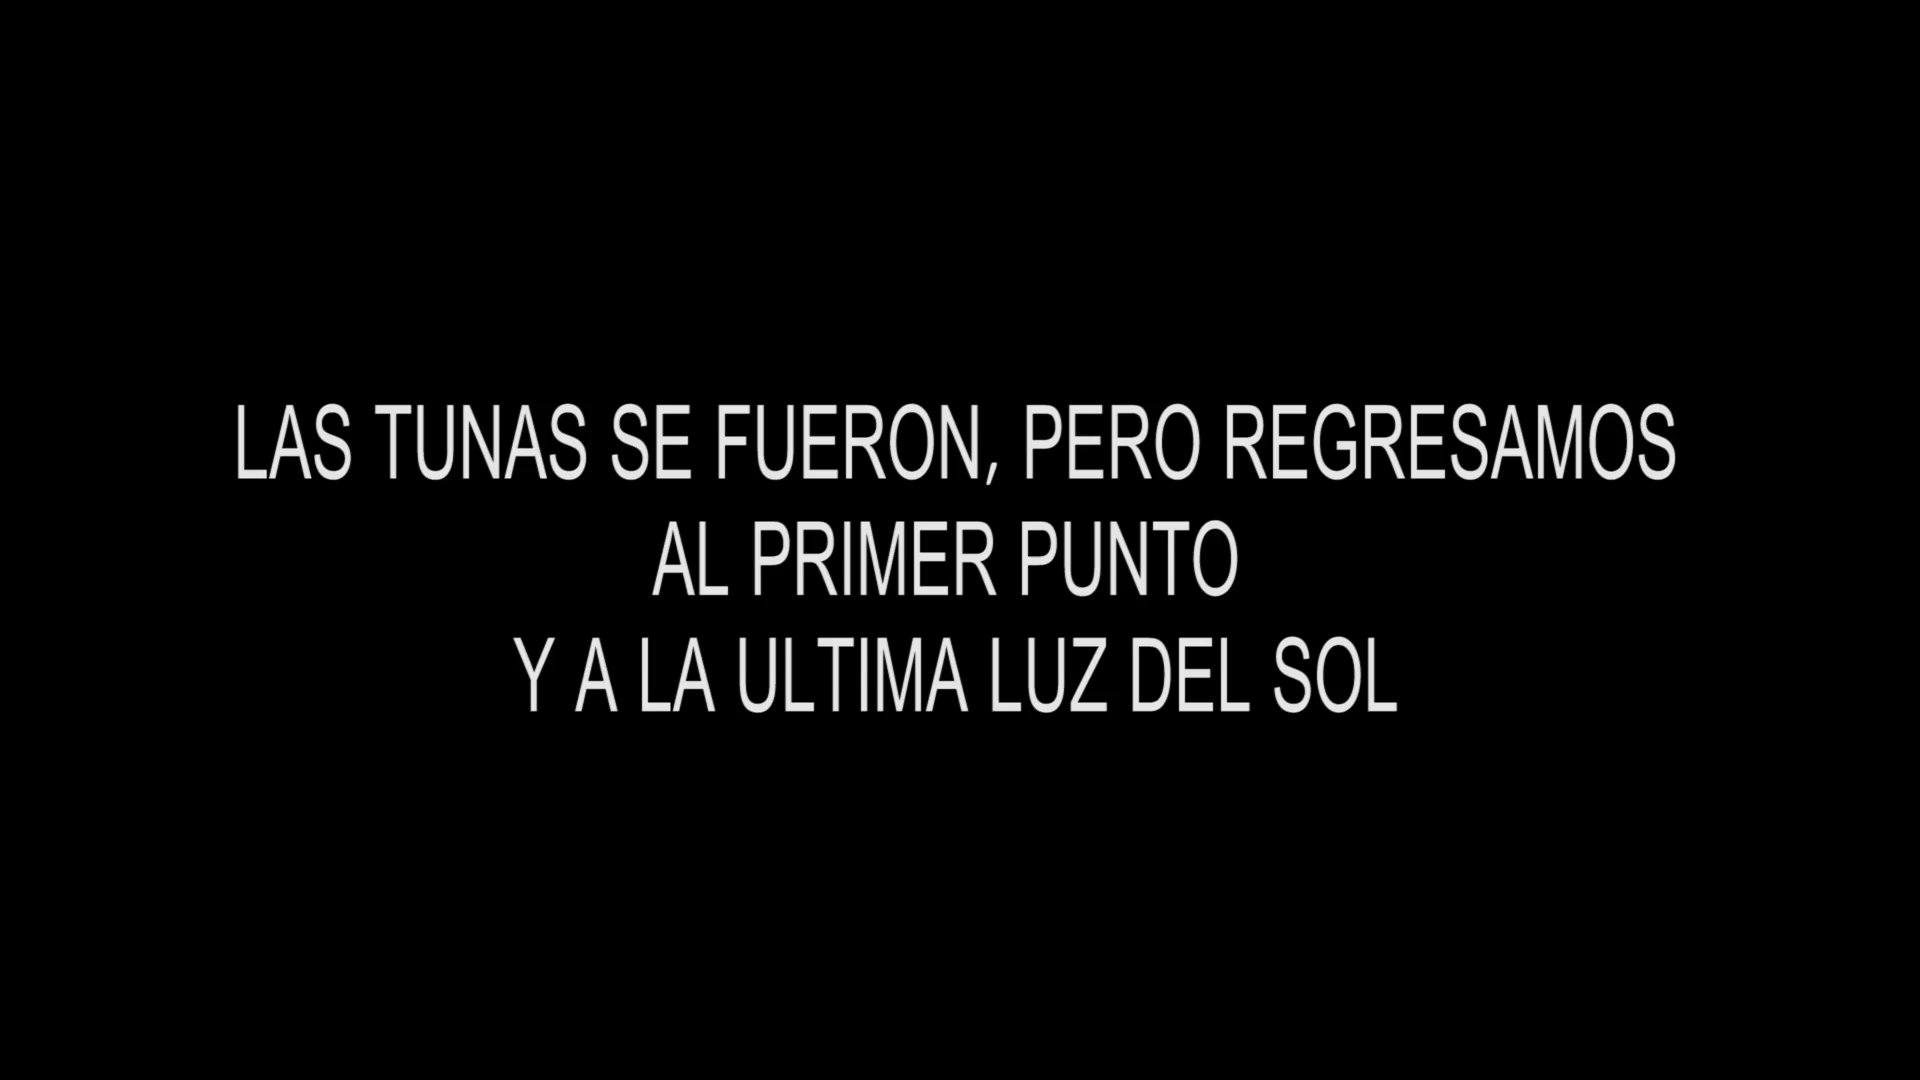 LAS TUNAS SE FUERON, PERO REGRESAMOS
AL PRIMER PUNTO
Y A LA ULTIMA LUZ DEL SOL